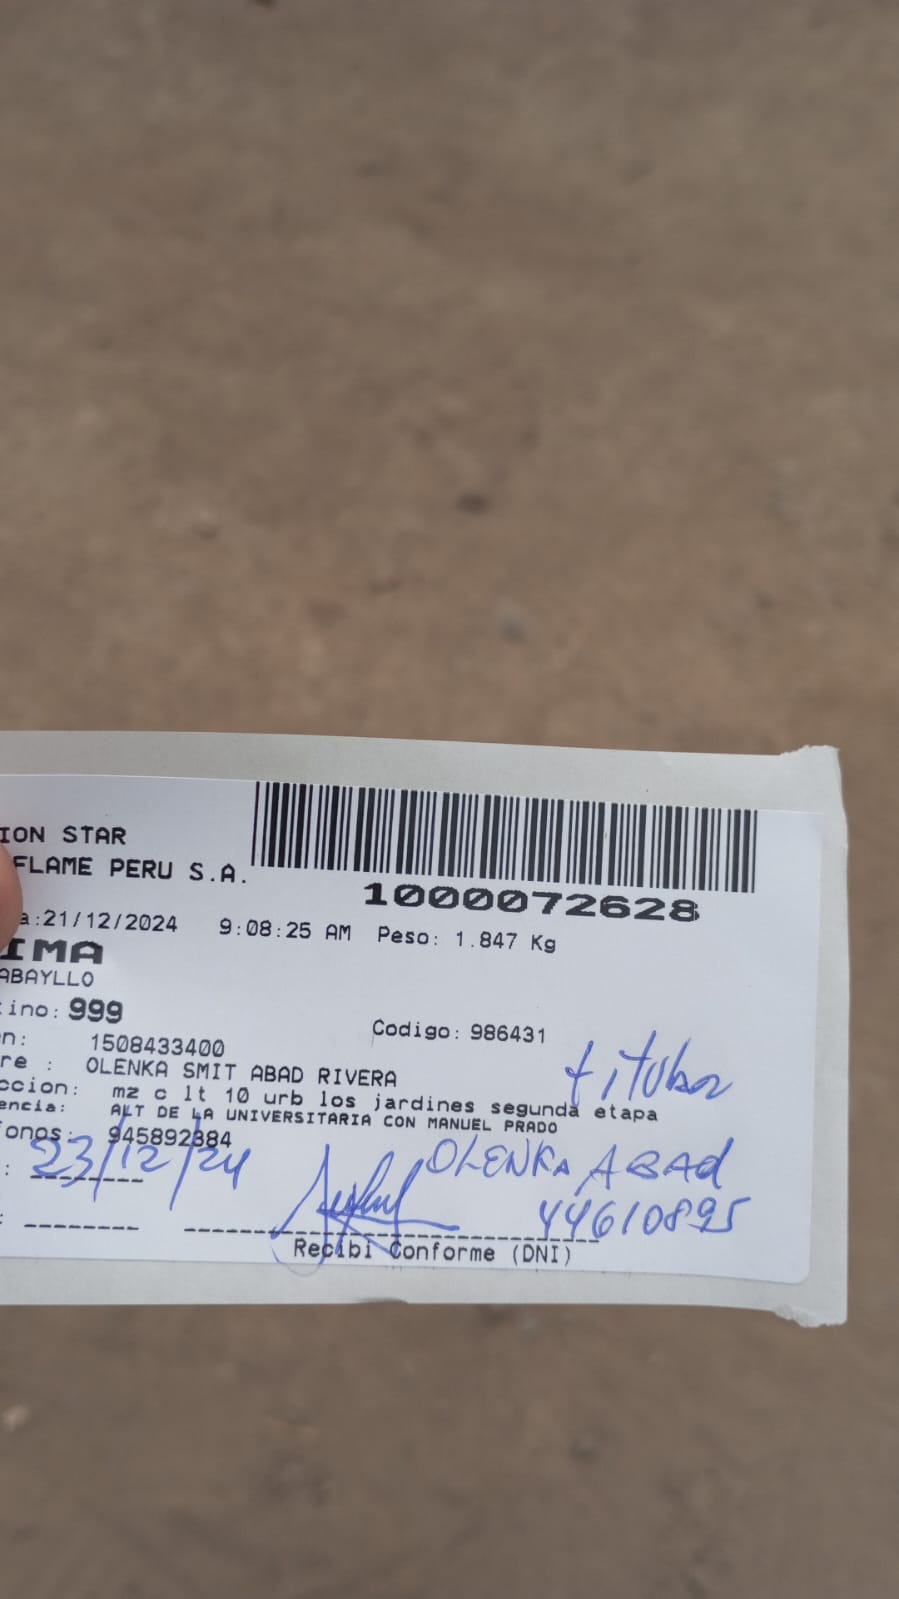 ION STAR
FLAME PERU S.A.
1000072628
a:21/12/2024 9:08:25 AM Peso: 1.847 Kg
IMA
ABAYLLO
tino: 999
Codigo: 986431
n: 1508433400
re : OLENKA SMIT ABAD RIVERA
ccion: mz c lt 10 urb los jardines segunda etapa
encia: ALT DE LA UNIVERSITARIA CON MANUEL PRADO
titular
onos: 945892384
: 23/12/24
OLENKA ABAD
44610895
Recibi Conforme (DNI)